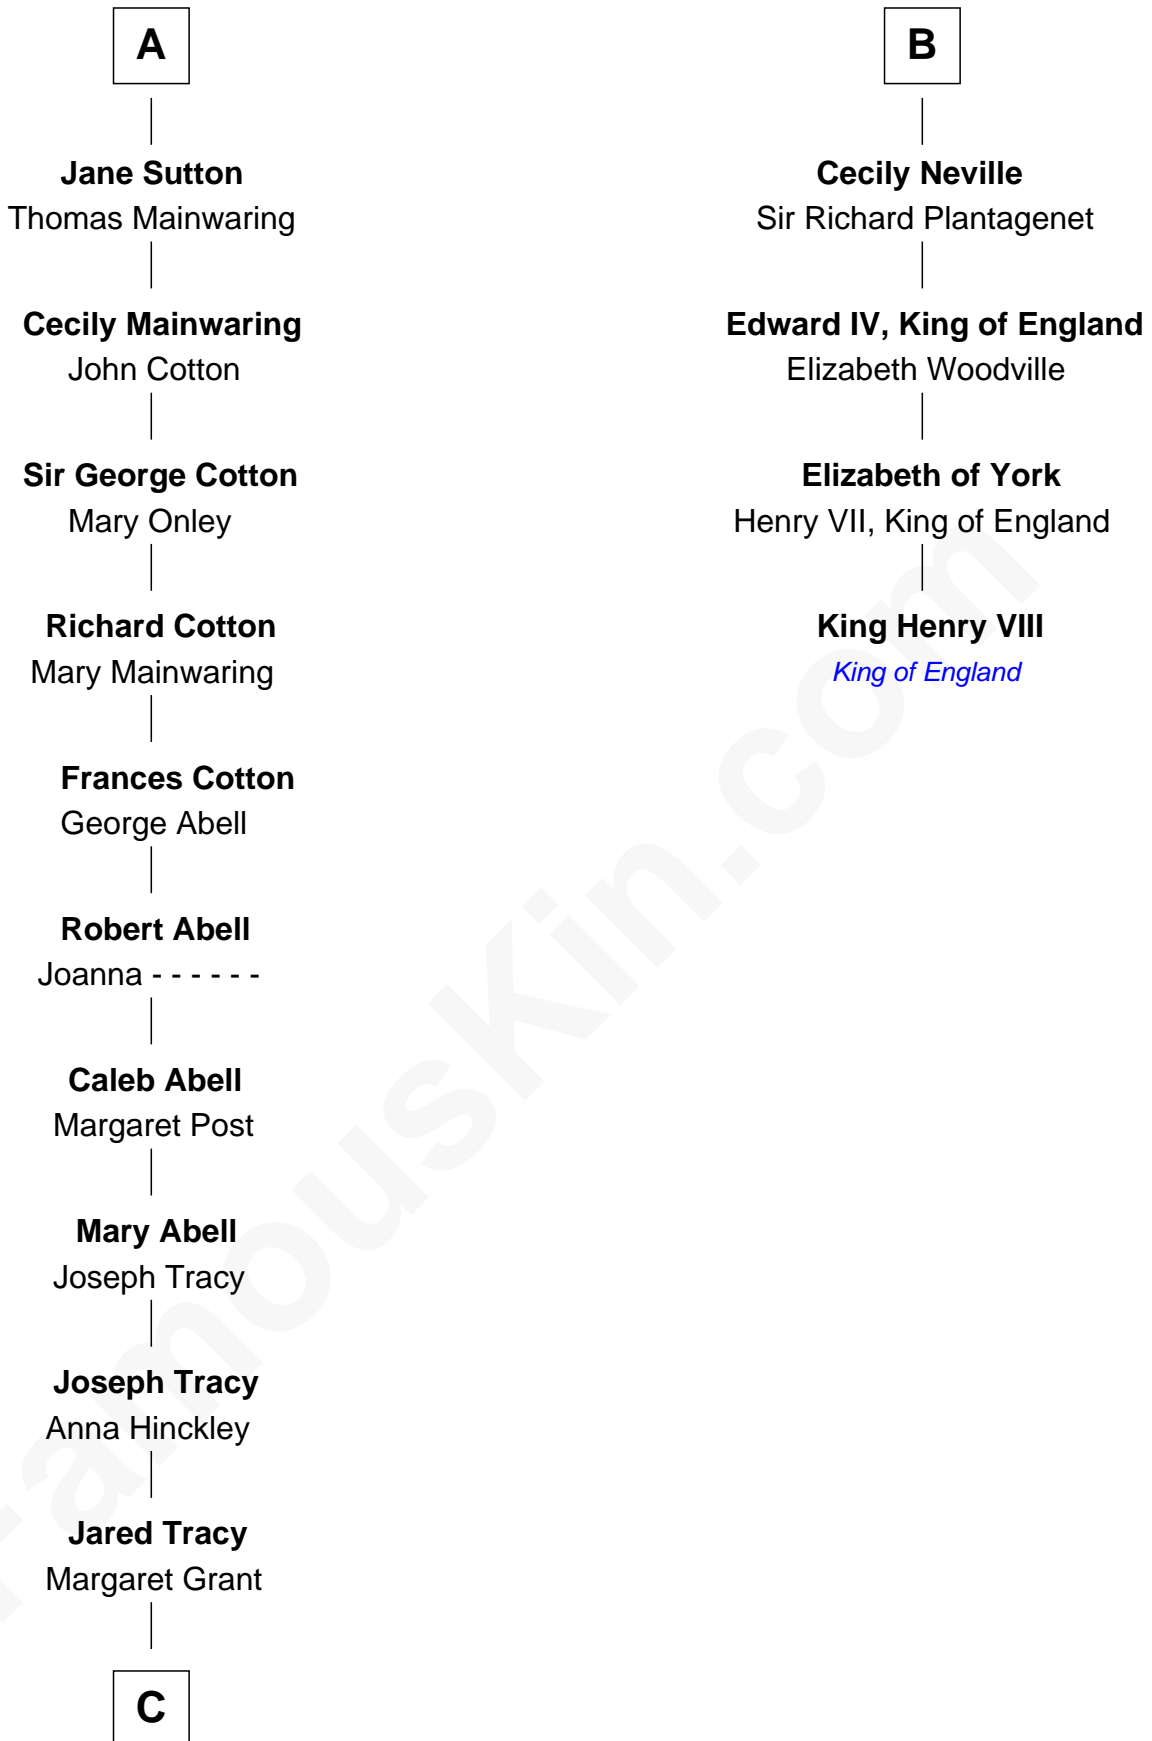 A
Jane Sutton
Thomas Mainwaring
Cecily Mainwaring
John Cotton
Sir George Cotton
Mary Onley
Richard Cotton
Mary Mainwaring
Frances Cotton
George Abell
Robert Abell
Joanna - - - - - -
Caleb Abell
Margaret Post
Mary Abell
Joseph Tracy
Joseph Tracy
Anna Hinckley
Jared Tracy
Margaret Grant
C
B
Cecily Neville
Sir Richard Plantagenet
Edward IV, King of England
Elizabeth Woodville
Elizabeth of York
Henry VII, King of England
King Henry VIII
King of England
FamousKin.com